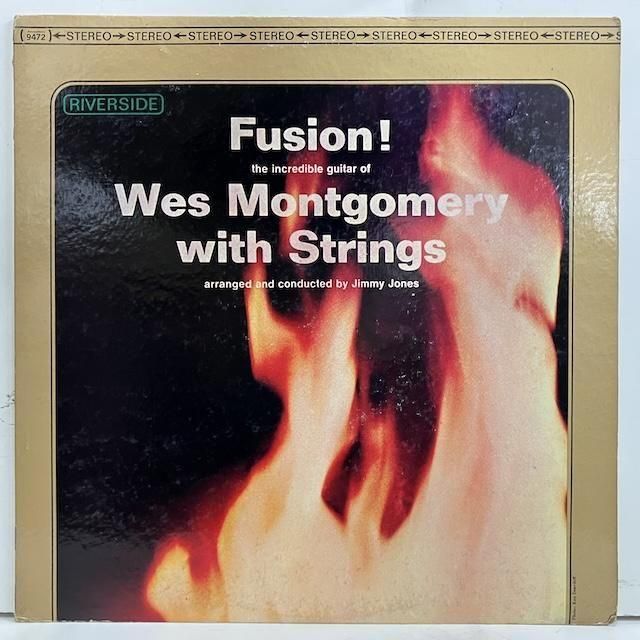 (9472) ←STEREO→ STEREO ←STEREO→ STEREO ←STEREO→ STEREO ←STEREO→ STEREO ←STEREO→ S
RIVERSIDE
Fusion!
the incredible guitar of
Wes Montgomery
with Strings
arranged and conducted by Jimmy Jones